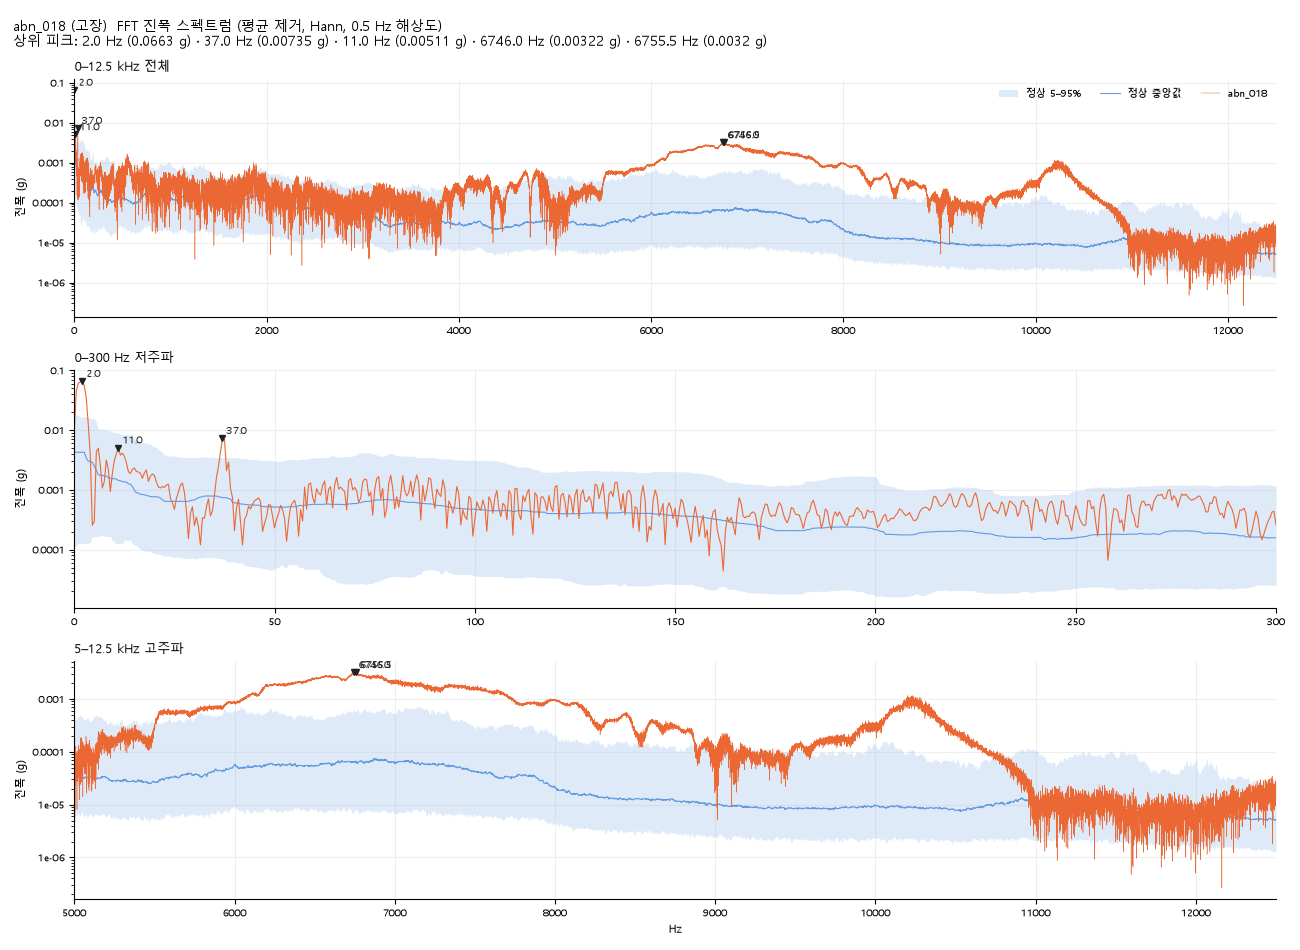 abn_018 (고장)  FFT 진폭 스펙트럼 (평균 제거, Hann, 0.5 Hz 해상도)
상위 피크: 2.0 Hz (0.0663 g) · 37.0 Hz (0.00735 g) · 11.0 Hz (0.00511 g) · 6746.0 Hz (0.00322 g) · 6755.5 Hz (0.0032 g)
0–12.5 kHz 전체
정상 5–95%
정상 중앙값
abn_018
2.0
37.0
11.0
진폭 (g)
0.1
0.01
0.001
0.0001
1e-05
1e-06
0 2000 4000 6000 8000 10000 12000
0–300 Hz 저주파
2.0
11.0
37.0
진폭 (g)
0.1
0.01
0.001
0.0001
0 50 100 150 200 250 300
5–12.5 kHz 고주파
진폭 (g)
0.001
0.0001
1e-05
1e-06
5000 6000 7000 8000 9000 10000 11000 12000
Hz